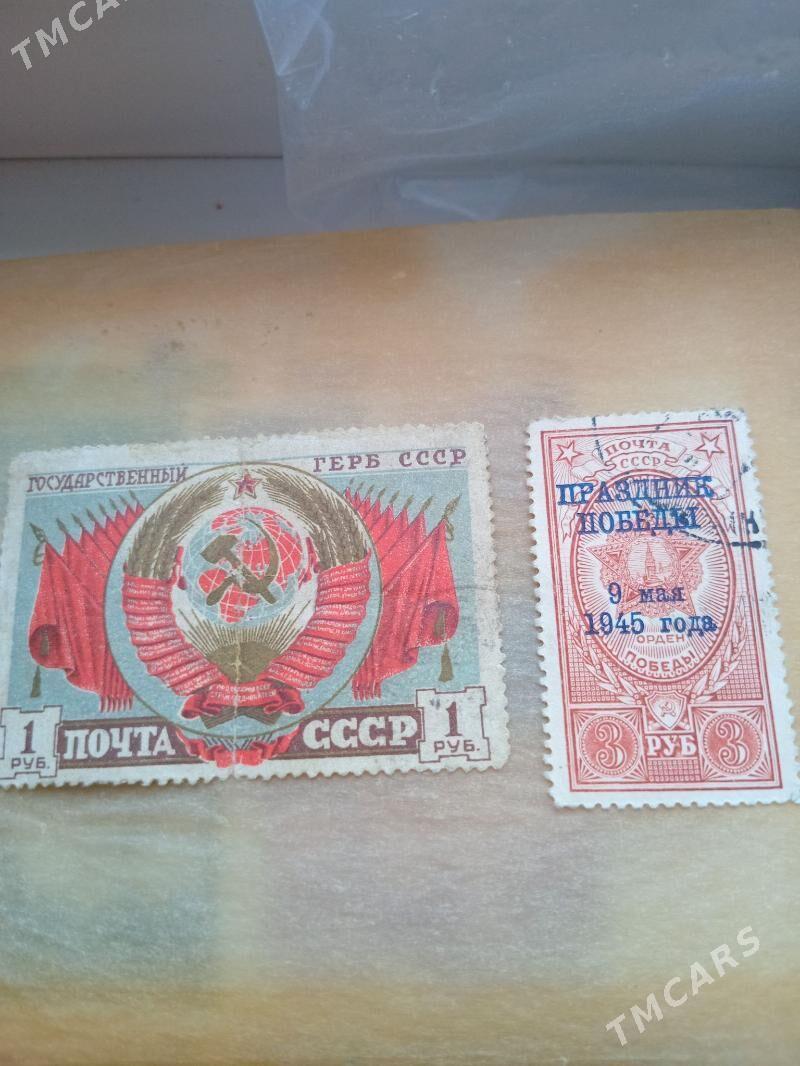 TMCARS
ГОСУДАРСТВЕННЫЙ ГЕРБ СССР
1 РУБ.
ПОЧТА СССР
1 РУБ.
ПОЧТА
СССР
ПРАЗДНИК
ПОБЕДЫ
9 мая
1945 года
ОРДЕН
ПОБЕДЫ
3 РУБ 3
TMCARS